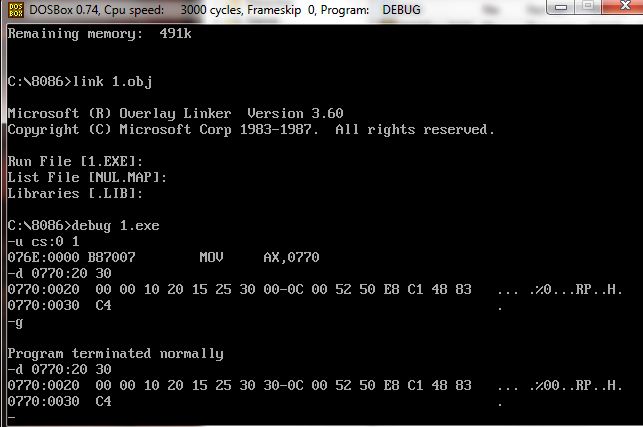 DOSBox 0.74, Cpu speed:    3000 cycles, Frameskip  0, Program:    DEBUG
Remaining memory:  491k
C:\8086>link 1.obj
Microsoft (R) Overlay Linker  Version 3.60
Copyright (C) Microsoft Corp 1983-1987.  All rights reserved.
Run File [1.EXE]:
List File [NUL.MAP]:
Libraries [.LIB]:
C:\8086>debug 1.exe
-u cs:0 1
076E:0000 B87007        MOV     AX,0770
-d 0770:20 30
0770:0020  00 00 10 20 15 25 30 00-0C 00 52 50 E8 C1 48 83   ... .%0...RP..H.
0770:0030  C4                                                .
-g
Program terminated normally
-d 0770:20 30
0770:0020  00 00 10 20 15 25 30 30-0C 00 52 50 E8 C1 48 83   ... .%00..RP..H.
0770:0030  C4                                                .
-